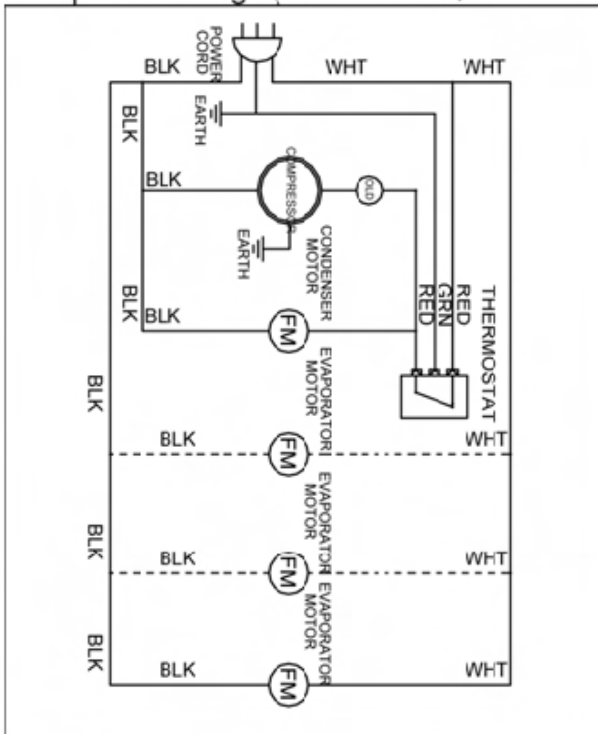 POWER
CORD
BLK
WHT
WHT
BLK
EARTH
BLK
COMPRESSOR
OLD
EARTH
CONDENSER
MOTOR
RED
GRN
RED
THERMOSTAT
BLK
BLK
FM
EVAPORATOR
MOTOR
BLK
BLK
FM
WHT
EVAPORATOR
MOTOR
BLK
BLK
FM
WHT
EVAPORATOR
MOTOR
BLK
BLK
FM
WHT